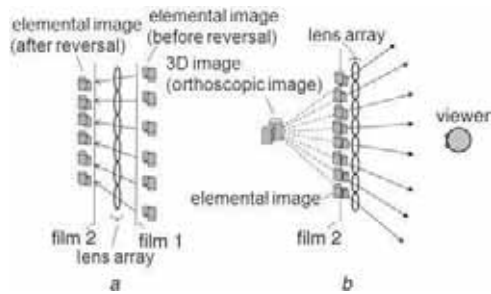 elemental image
(after reversal)
elemental image
(before reversal)
film 2
film 1
lens array
a
lens array
3D image
(orthoscopic image)
viewer
elemental image
film 2
b